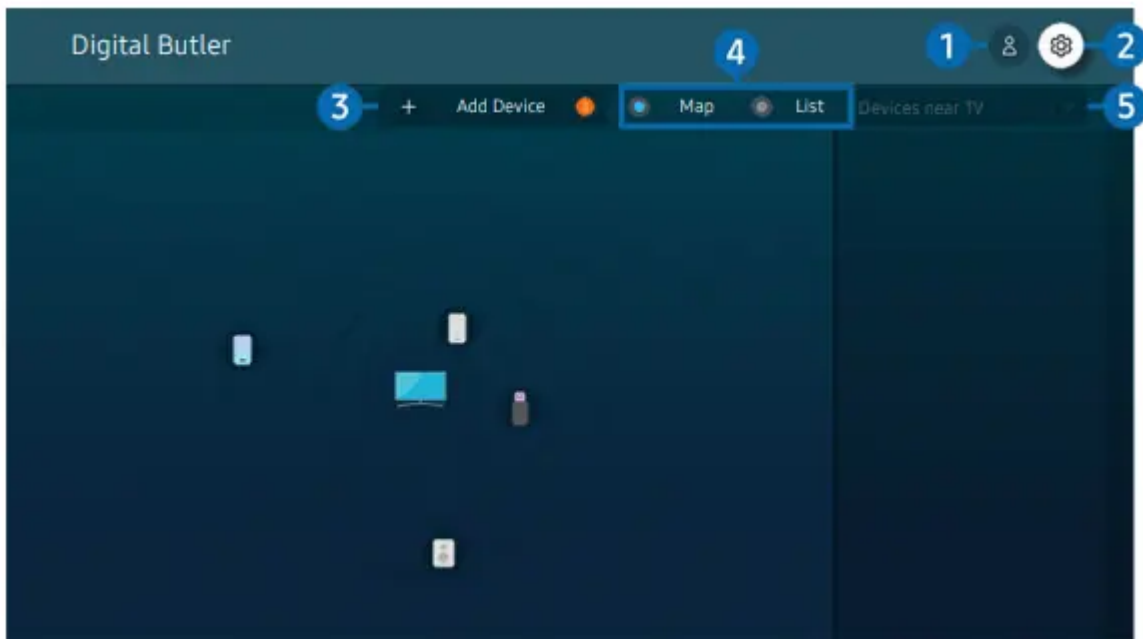 Digital Butler
1
2
3
+ Add Device
4
Map
List
Devices near TV
5